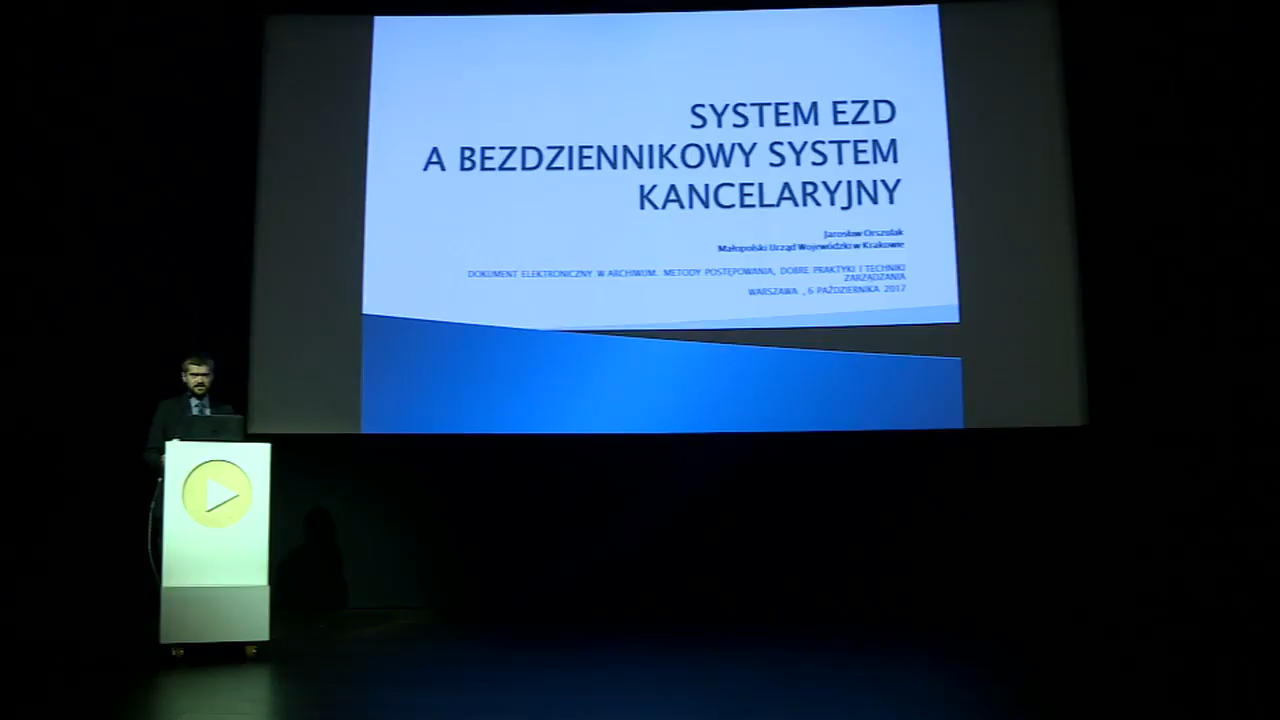 SYSTEM EZD
A BEZDZIENNIKOWY SYSTEM
KANCELARYJNY
Jarosław Orszulak
Małopolski Urząd Wojewódzki w Krakowie
DOKUMENT ELEKTRONICZNY W ARCHIWUM. METODY POSTĘPOWANIA, DOBRE PRAKTYKI I TECHNIKI
ZARZĄDZANIA
WARSZAWA , 6 PAŹDZIERNIKA 2017